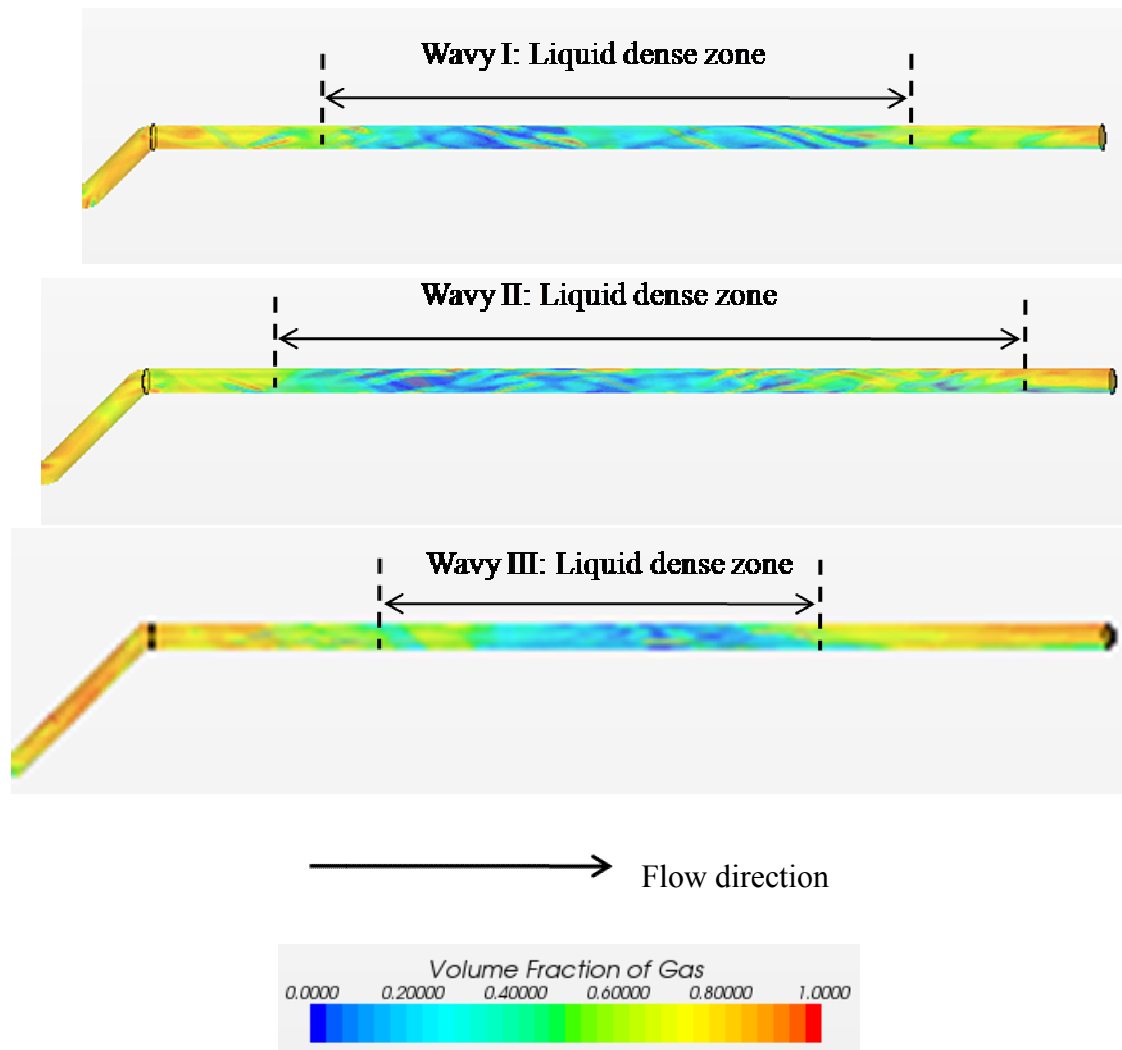 Wavy I: Liquid dense zone
Wavy II: Liquid dense zone
Wavy III: Liquid dense zone
Flow direction
Volume Fraction of Gas
0.0000 0.20000 0.40000 0.60000 0.80000 1.0000